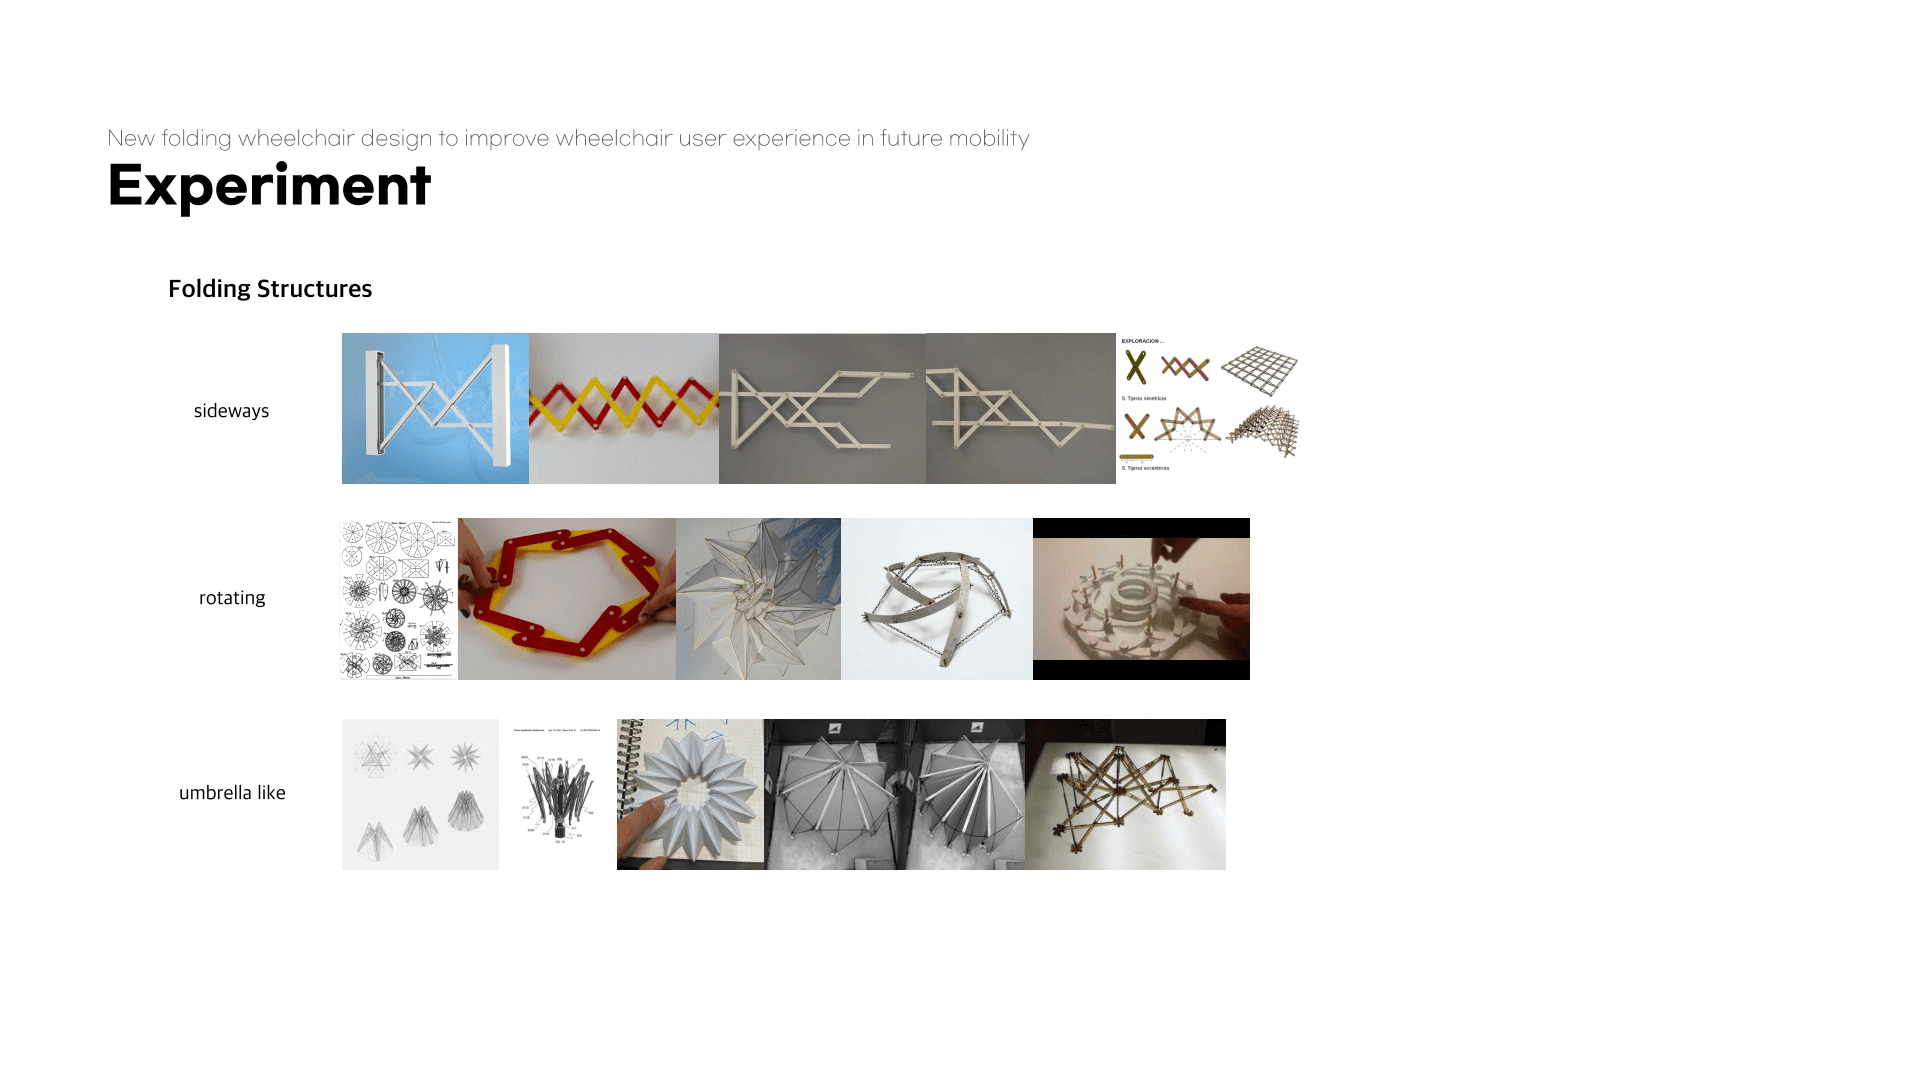 New folding wheelchair design to improve wheelchair user experience in future mobility
Experiment
Folding Structures
sideways
EXPLORACION ...
S. Tijeras simétricas
S. Tijeras excéntricas
rotating
umbrella like